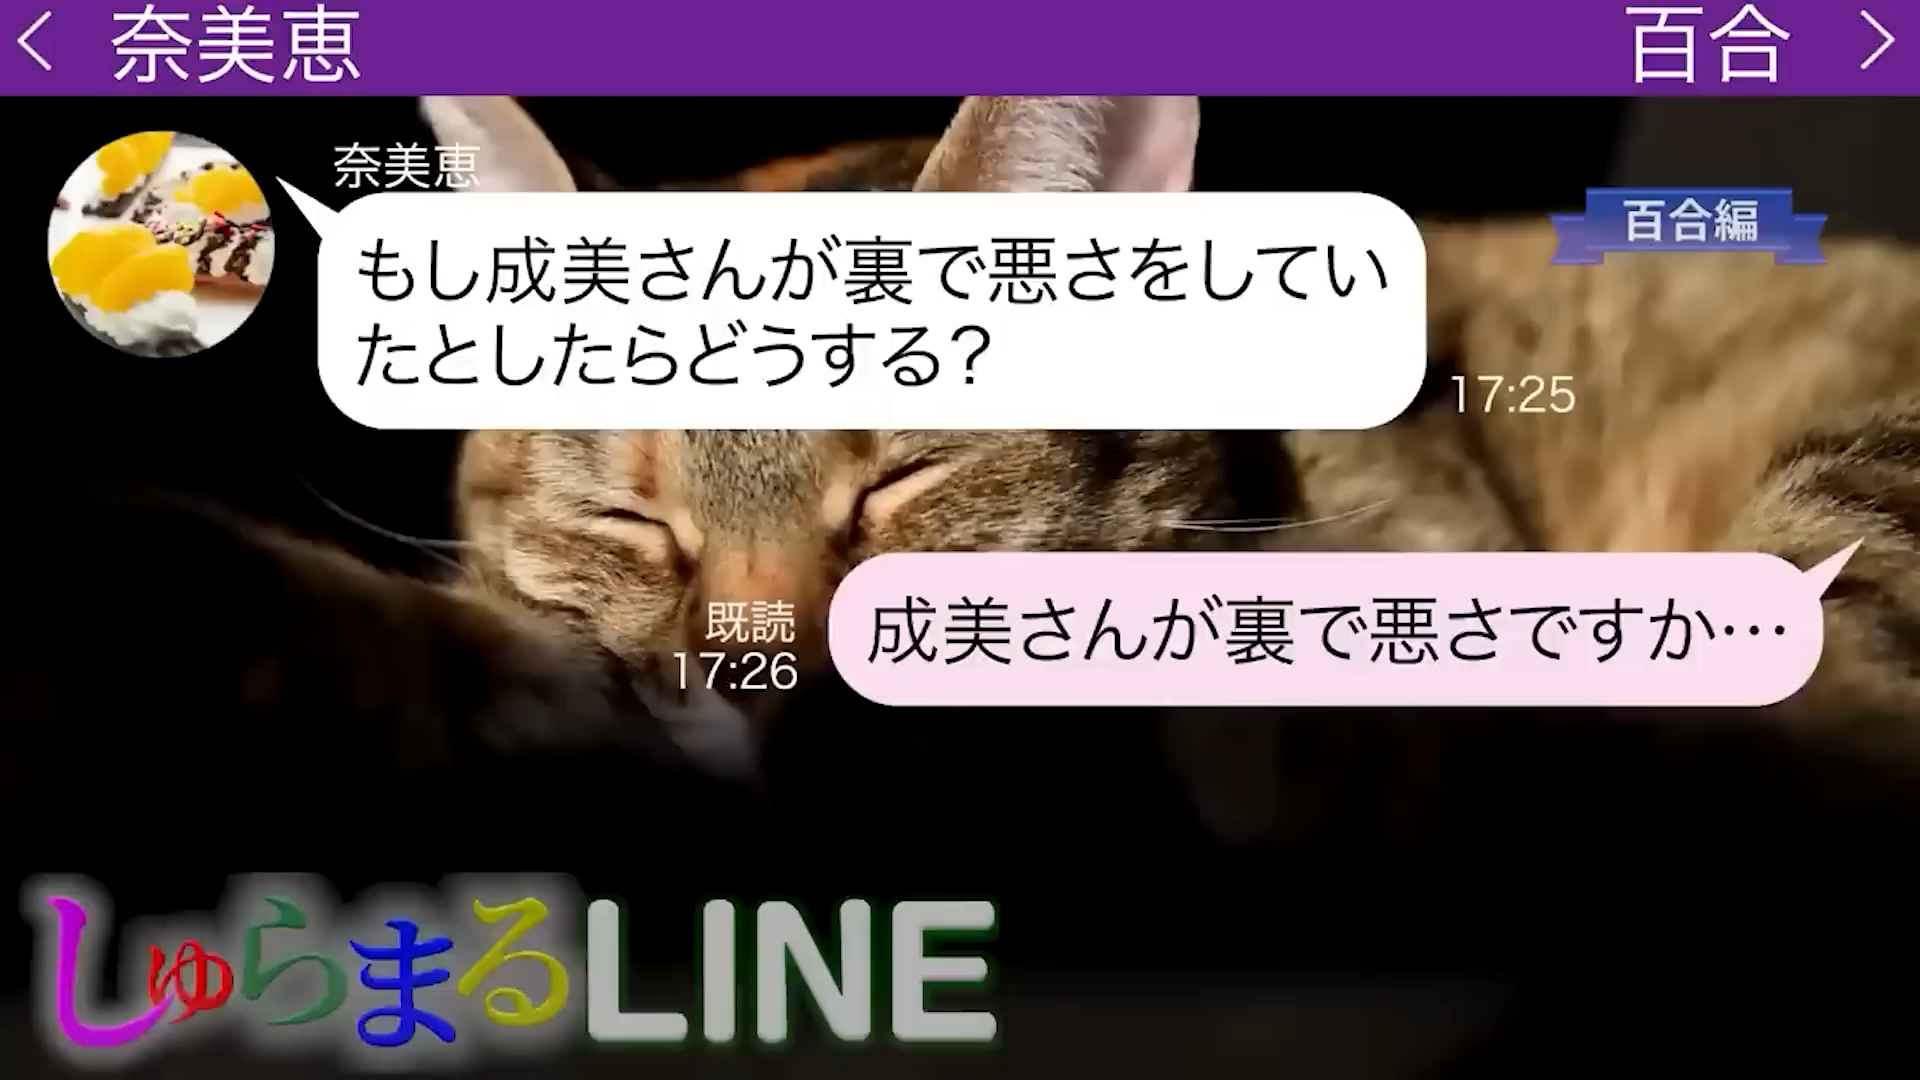 奈美恵
百合
奈美恵
百合編
もし成美さんが裏で悪さをしてい
たとしたらどうする?
17:25
成美さんが裏で悪さですか…
既読
17:26
しゅらまるLINE